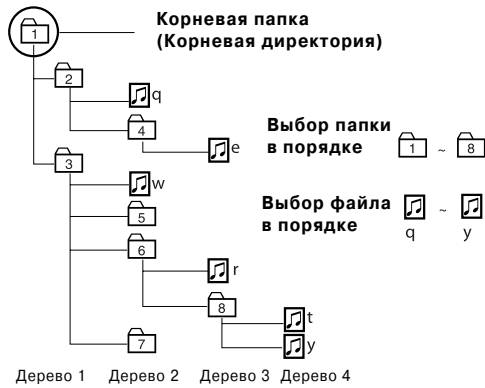 Корневая папка
(Корневая директория)
1
2
q
4
e
Выбор папки
в порядке
1 ~ 8
3
w
5
Выбор файла
в порядке
~
q y
6
r
8
t
7
y
Дерево 1 Дерево 2 Дерево 3 Дерево 4